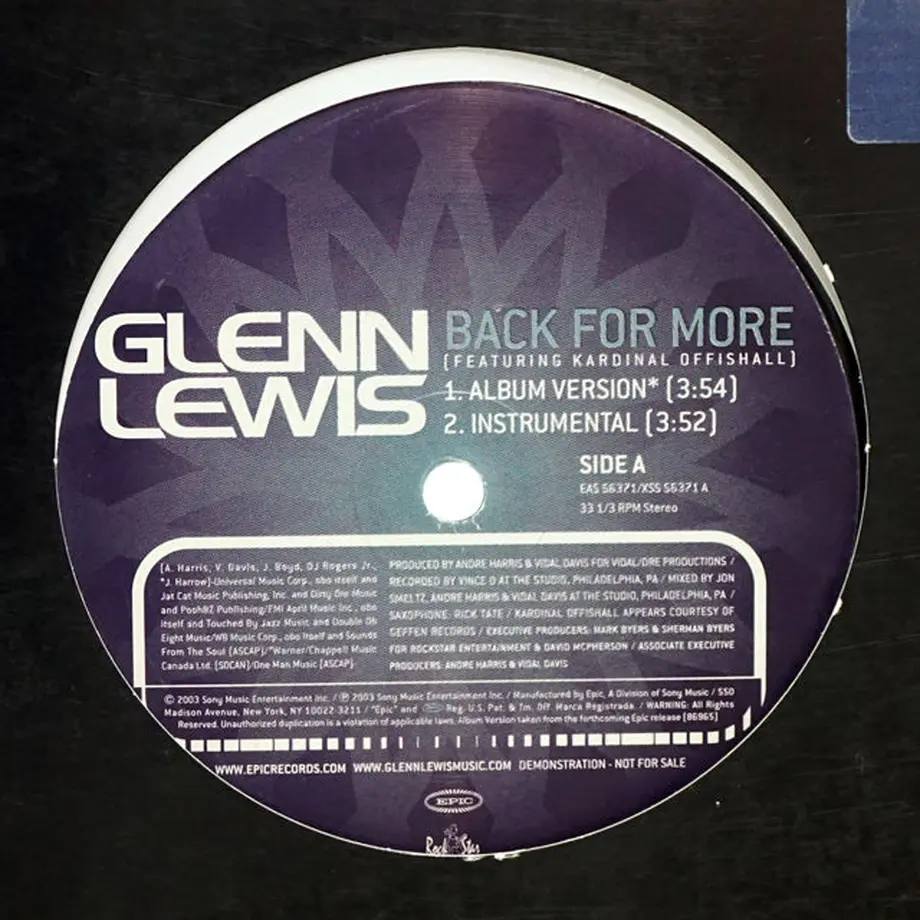 GLENN
LEWIS
BACK FOR MORE
(FEATURING KARDINAL OFFISHALL)
1. ALBUM VERSION* (3:54)
2. INSTRUMENTAL (3:52)
SIDE A
EAS 56371/XSS 56371 A
33 1/3 RPM Stereo
(A. Harris, V. Davis, J. Boyd, DJ Rogers Jr.,
*J. Harrow)-Universal Music Corp., obo itself and
Jat Cat Music Publishing, Inc. and Dirty Dre Music
and PoohBZ Publishing/EMI April Music Inc., obo
itself and Touched By Jazz Music and Double Oh
Eight Music/WB Music Corp., obo itself and Sounds
From The Soul (ASCAP)/*Warner/Chappell Music
Canada Ltd. (SOCAN)/One Man Music (ASCAP)
PRODUCED BY ANDRE HARRIS & VIDAL DAVIS FOR VIDAL/DRE PRODUCTIONS /
RECORDED BY VINCE D AT THE STUDIO, PHILADELPHIA, PA / MIXED BY JON
SMELTZ, ANDRE HARRIS & VIDAL DAVIS AT THE STUDIO, PHILADELPHIA, PA /
SAXOPHONE: RICK TATE / KARDINAL OFFISHALL APPEARS COURTESY OF
GEFFEN RECORDS / EXECUTIVE PRODUCERS: MARK BYERS & SHERMAN BYERS
FOR ROCKSTAR ENTERTAINMENT & DAVID MCPHERSON / ASSOCIATE EXECUTIVE
PRODUCERS: ANDRE HARRIS & VIDAL DAVIS
© 2003 Sony Music Entertainment Inc. / ℗ 2003 Sony Music Entertainment Inc. / Manufactured by Epic, A Division of Sony Music / 550
Madison Avenue, New York, NY 10022-3211 / "Epic" and Reg. U.S. Pat. & Tm. Off. Marca Registrada. / WARNING: All Rights
Reserved. Unauthorized duplication is a violation of applicable laws. Album Version taken from the forthcoming Epic release (86965)
WWW.EPICRECORDS.COM WWW.GLENNLEWISMUSIC.COM DEMONSTRATION - NOT FOR SALE
EPIC
Rock Star